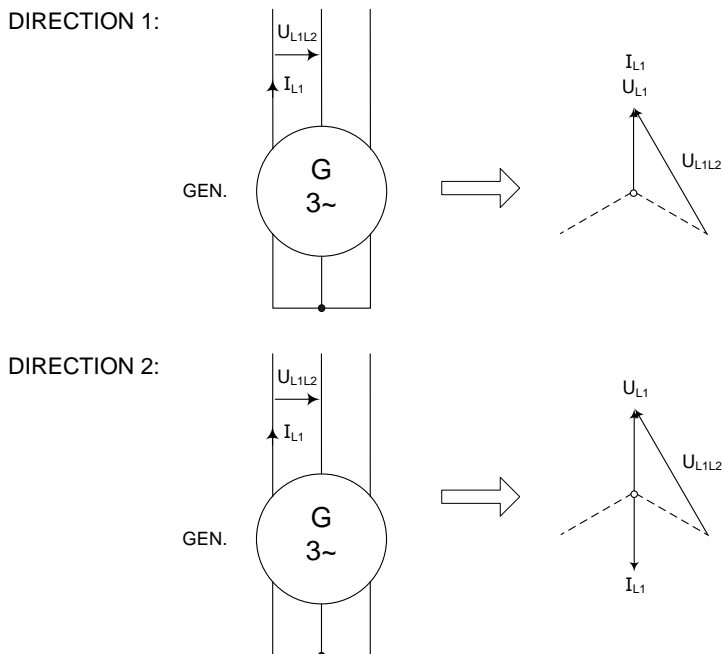 DIRECTION 1:
U_L1L2
I_L1
G
3~
GEN.
I_L1
U_L1
U_L1L2
DIRECTION 2:
U_L1L2
I_L1
G
3~
GEN.
U_L1
U_L1L2
I_L1